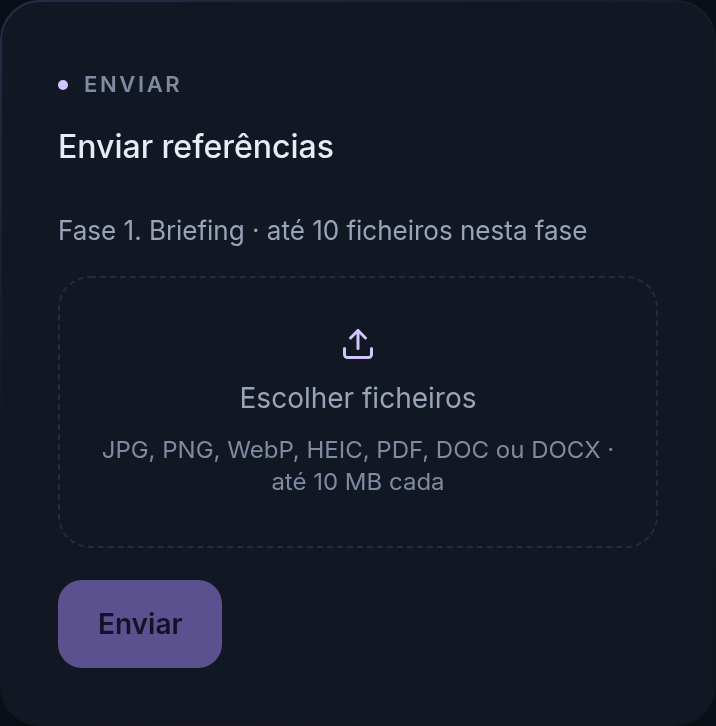 ENVIAR
Enviar referências
Fase 1. Briefing · até 10 ficheiros nesta fase
Escolher ficheiros
JPG, PNG, WebP, HEIC, PDF, DOC ou DOCX ·
até 10 MB cada
Enviar